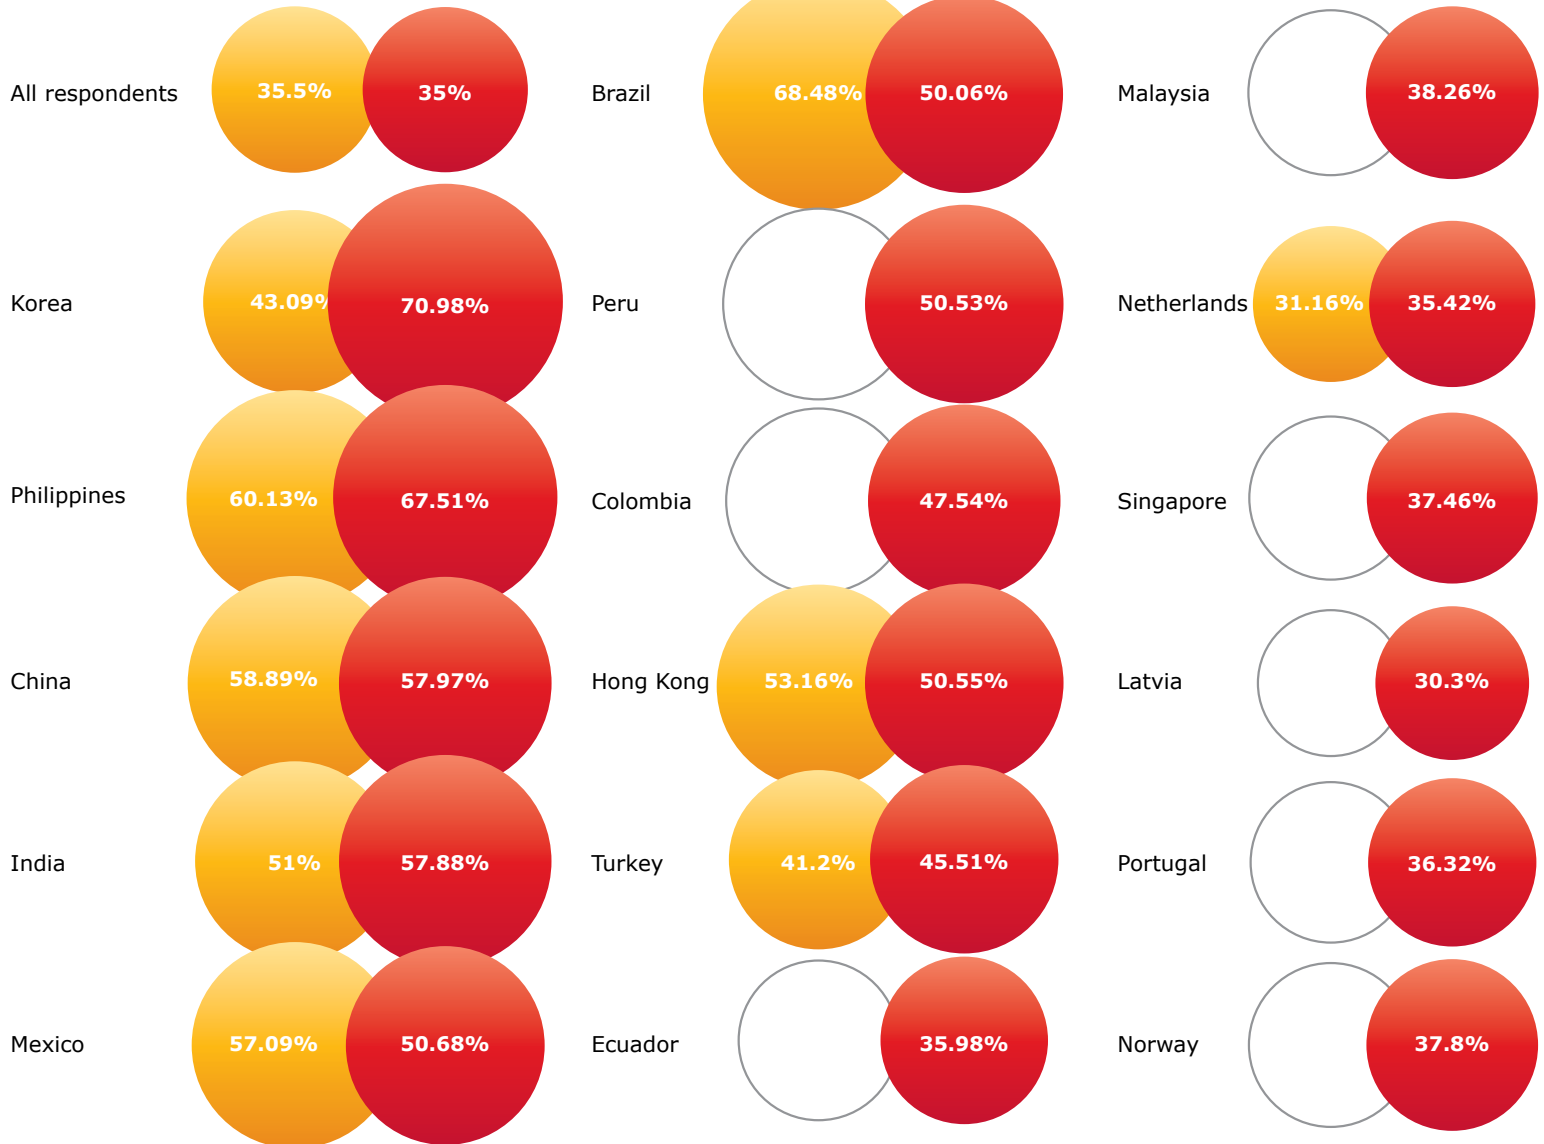 All respondents 35.5% 35%
Korea 43.09% 70.98%
Philippines 60.13% 67.51%
China 58.89% 57.97%
India 51% 57.88%
Mexico 57.09% 50.68%
Brazil 68.48% 50.06%
Peru 50.53%
Colombia 47.54%
Hong Kong 53.16% 50.55%
Turkey 41.2% 45.51%
Ecuador 35.98%
Malaysia 38.26%
Netherlands 31.16% 35.42%
Singapore 37.46%
Latvia 30.3%
Portugal 36.32%
Norway 37.8%